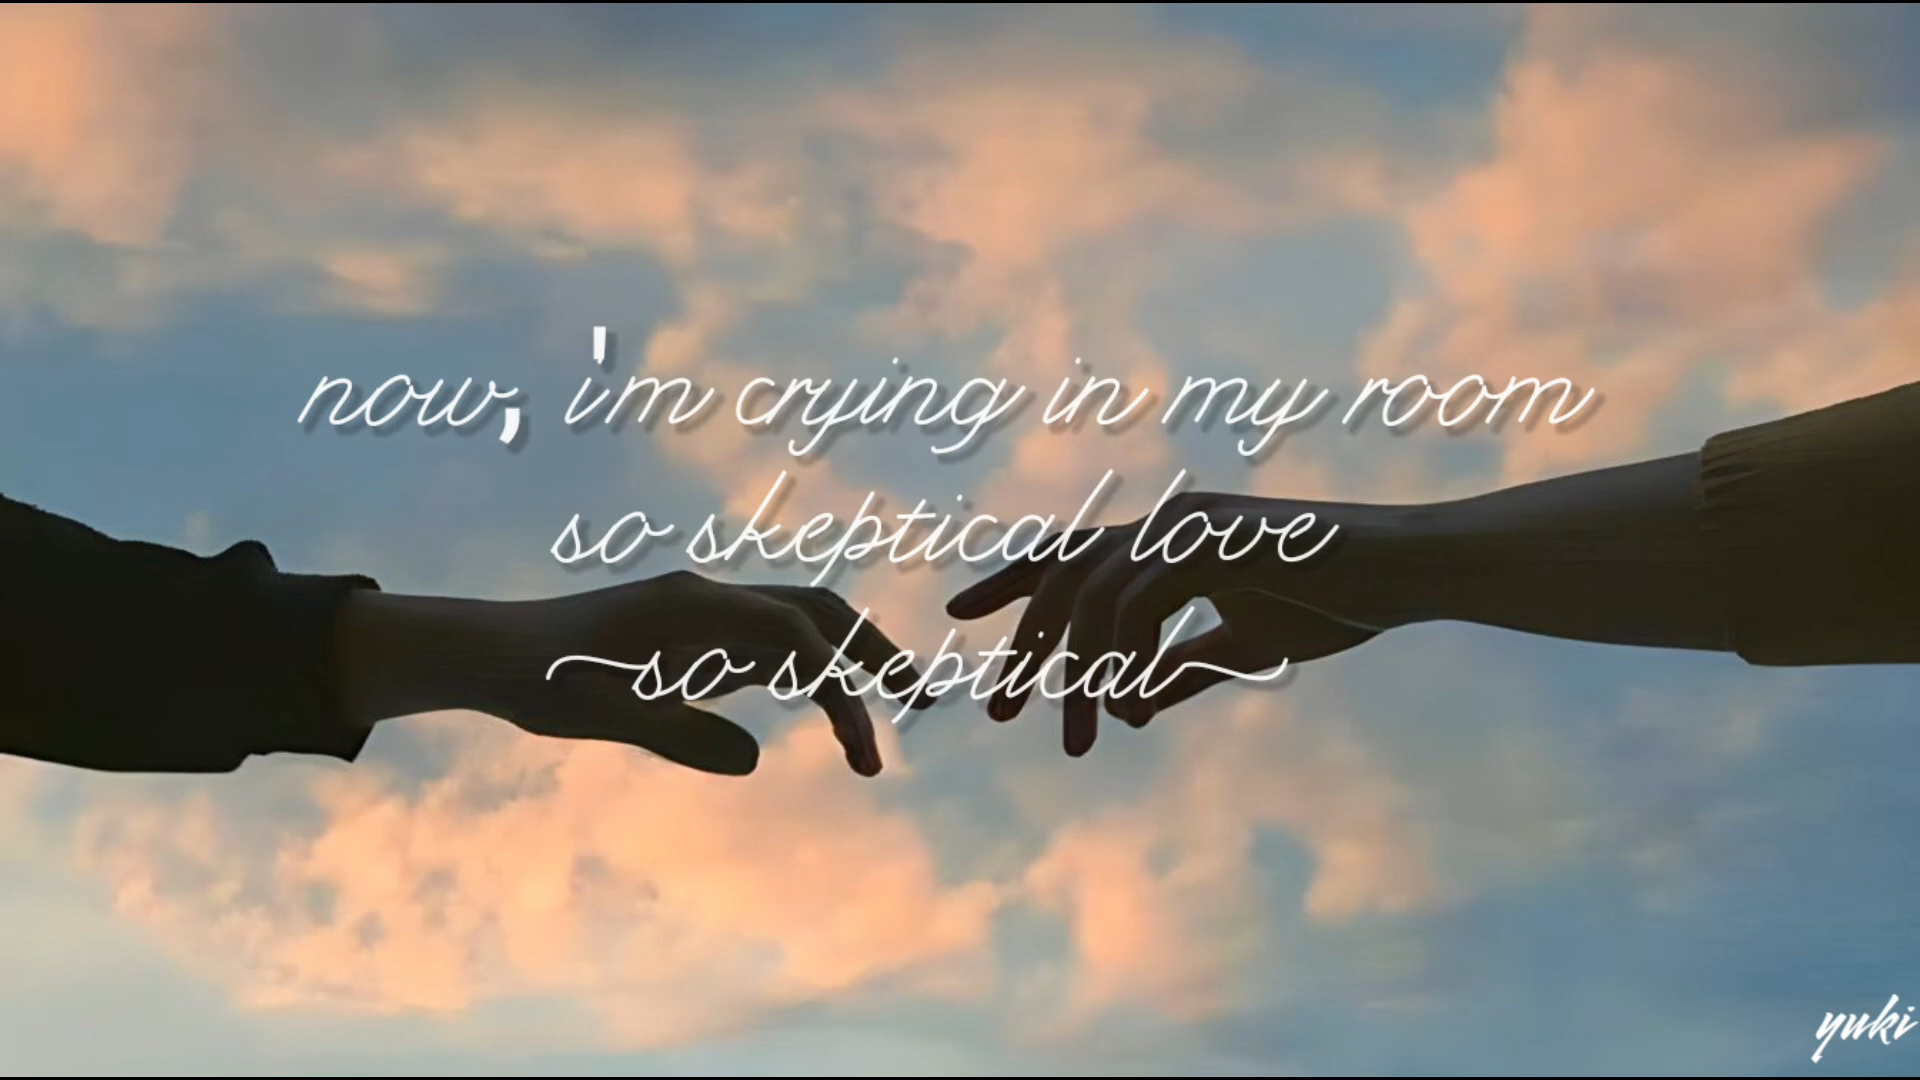 now, i'm crying in my room
so skeptical love
~so skeptical~
yuki